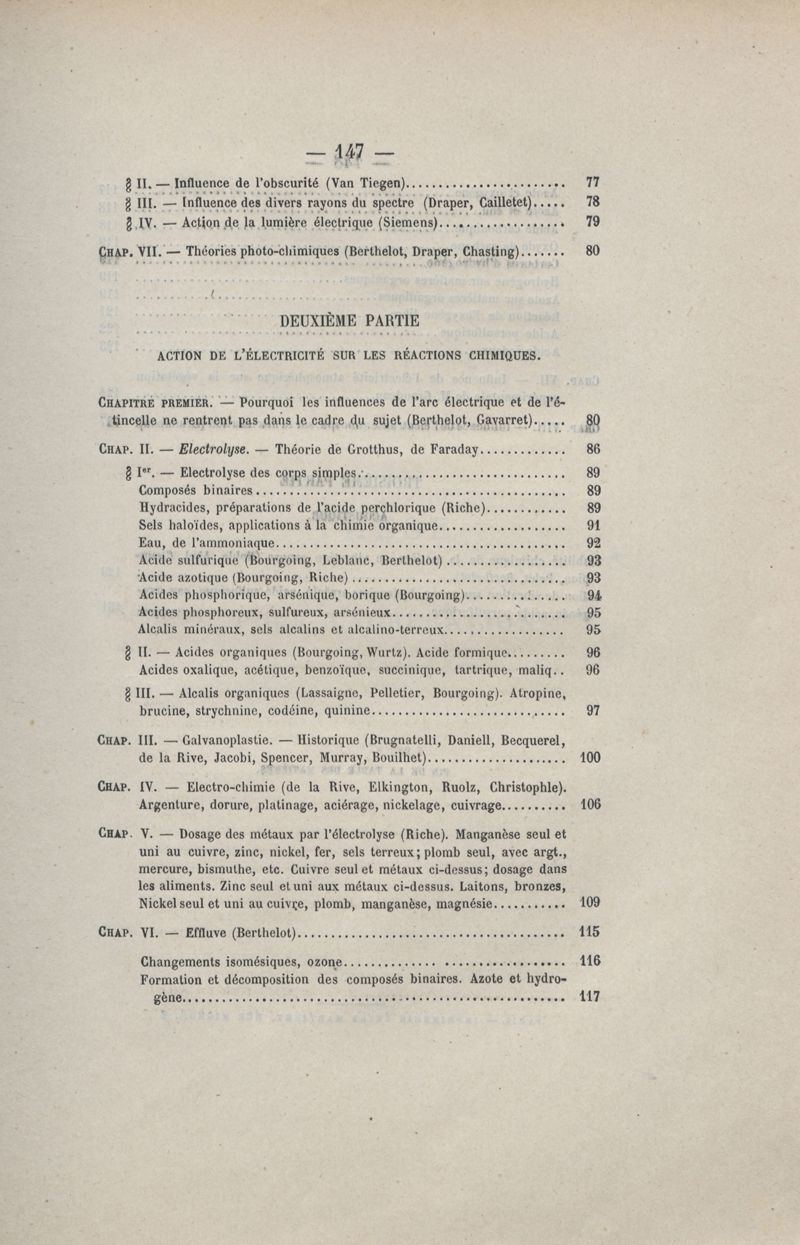 — 147 —
§ II. — Influence de l'obscurité (Van Tiegen)........................ 77
§ III. — Influence des divers rayons du spectre (Draper, Cailletet)..... 78
§ IV. — Action de la lumière électrique (Siemens)................... 79
CHAP. VII. — Théories photo-chimiques (Berthelot, Draper, Chasting)....... 80
DEUXIÈME PARTIE
ACTION DE L'ÉLECTRICITÉ SUR LES RÉACTIONS CHIMIQUES.
CHAPITRE PREMIER. — Pourquoi les influences de l'arc électrique et de l'é-
tincelle ne rentrent pas dans le cadre du sujet (Berthelot, Gavarret)..... 80
CHAP. II. — Electrolyse. — Théorie de Grotthus, de Faraday............. 86
§ Ier. — Electrolyse des corps simples............................... 89
Composés binaires............................................... 89
Hydracides, préparations de l'acide perchlorique (Riche)............ 89
Sels haloïdes, applications à la chimie organique................... 91
Eau, de l'ammoniaque............................................ 92
Acide sulfurique (Bourgoing, Leblanc, Berthelot).................. 93
Acide azotique (Bourgoing, Riche)................................ 93
Acides phosphorique, arsénique, borique (Bourgoing)............... 94
Acides phosphoreux, sulfureux, arsénieux.......................... 95
Alcalis minéraux, sels alcalins et alcalino-terreux................... 95
§ II. — Acides organiques (Bourgoing, Wurtz). Acide formique......... 96
Acides oxalique, acétique, benzoïque, succinique, tartrique, maliq.. 96
§ III. — Alcalis organiques (Lassaigne, Pelletier, Bourgoing). Atropine,
brucine, strychnine, codéine, quinine............................. 97
CHAP. III. — Galvanoplastie. — Historique (Brugnatelli, Daniell, Becquerel,
de la Rive, Jacobi, Spencer, Murray, Bouilhet)..................... 100
CHAP. IV. — Electro-chimie (de la Rive, Elkington, Ruolz, Christophle).
Argenture, dorure, platinage, aciérage, nickelage, cuivrage.......... 106
CHAP. V. — Dosage des métaux par l'électrolyse (Riche). Manganèse seul et
uni au cuivre, zinc, nickel, fer, sels terreux; plomb seul, avec argt.,
mercure, bismuthe, etc. Cuivre seul et métaux ci-dessus; dosage dans
les aliments. Zinc seul et uni aux métaux ci-dessus. Laitons, bronzes,
Nickel seul et uni au cuivre, plomb, manganèse, magnésie........... 109
CHAP. VI. — Effluve (Berthelot)........................................ 115
Changements isomésiques, ozone................................. 116
Formation et décomposition des composés binaires. Azote et hydro-
gène......................................................... 117